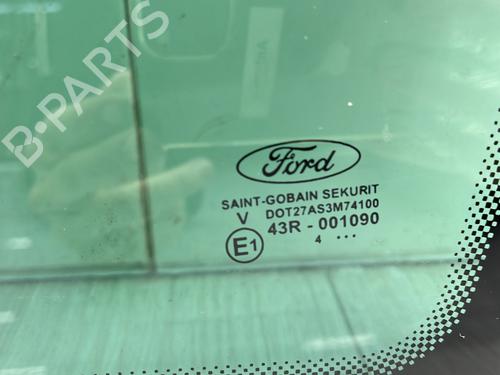 B-PARTS
Ford
SAINT-GOBAIN SEKURIT
V DOT27AS3M74100
E1 43R - 001090
4 ...